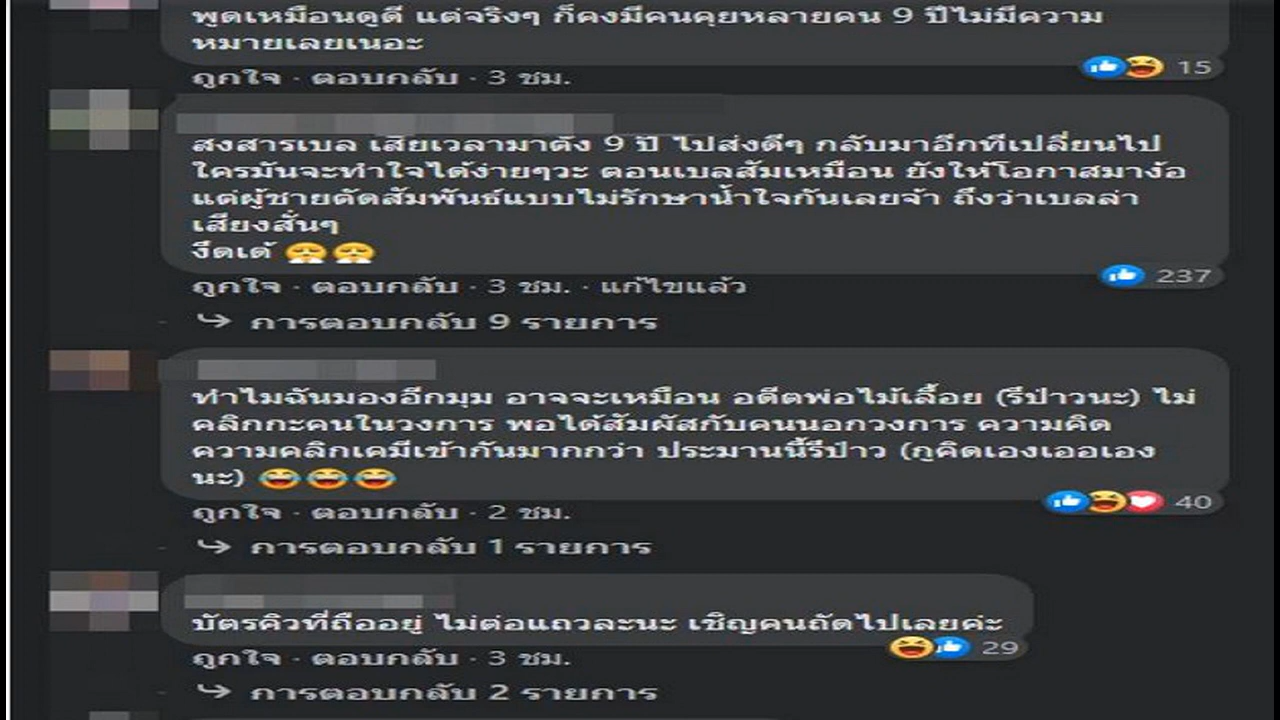 พูดเหมือนดูดี แต่จริงๆ ก็คงมีคนคุยหลายคน 9 ปีไม่มีความ
หมายเลยเนอะ
ถูกใจ · ตอบกลับ · 3 ชม.
15
สงสารเบล เสียเวลามาตั้ง 9 ปี ไปส่งดีๆ กลับมาอีกทีเปลี่ยนไป
ใครมันจะทำใจได้ง่ายๆวะ ตอนเบลสัมเหมือน ยังให้โอกาสมาง้อ
แต่ผู้ชายตัดสัมพันธ์แบบไม่รักษาน้ำใจกันเลยจ้า ถึงว่าเบลล่า
เสียงสั่นๆ
งึดเด้
ถูกใจ · ตอบกลับ · 3 ชม. · แก้ไขแล้ว
237
การตอบกลับ 9 รายการ
ทำไมฉันมองอีกมุม อาจจะเหมือน อดีตพ่อไม้เลื้อย (รึป่าวนะ) ไม่
คลิกกะคนในวงการ พอได้สัมผัสกับคนนอกวงการ ความคิด
ความคลิกเคมีเข้ากันมากกว่า ประมานนี้รึป่าว (กูคิดเองเออเอง
นะ)
ถูกใจ · ตอบกลับ · 2 ชม.
40
การตอบกลับ 1 รายการ
บัตรคิวที่ถืออยู่ ไม่ต่อแถวละนะ เชิญคนถัดไปเลยค่ะ
ถูกใจ · ตอบกลับ · 3 ชม.
29
การตอบกลับ 2 รายการ